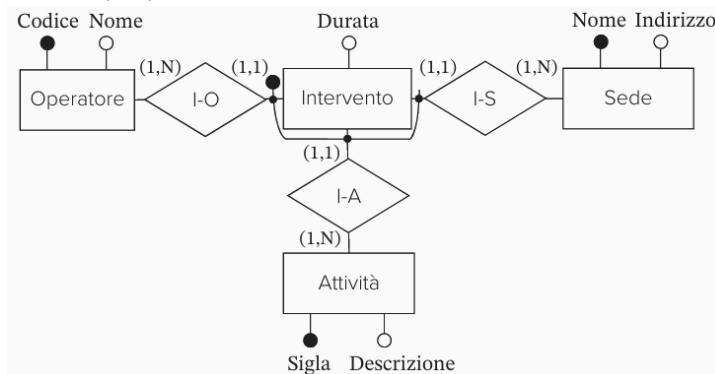 Codice Nome Durata Nome Indirizzo
(1,N) (1,1) (1,1) (1,N)
Operatore I-O Intervento I-S Sede
(1,1)
I-A
(1,N)
Attività
Sigla Descrizione